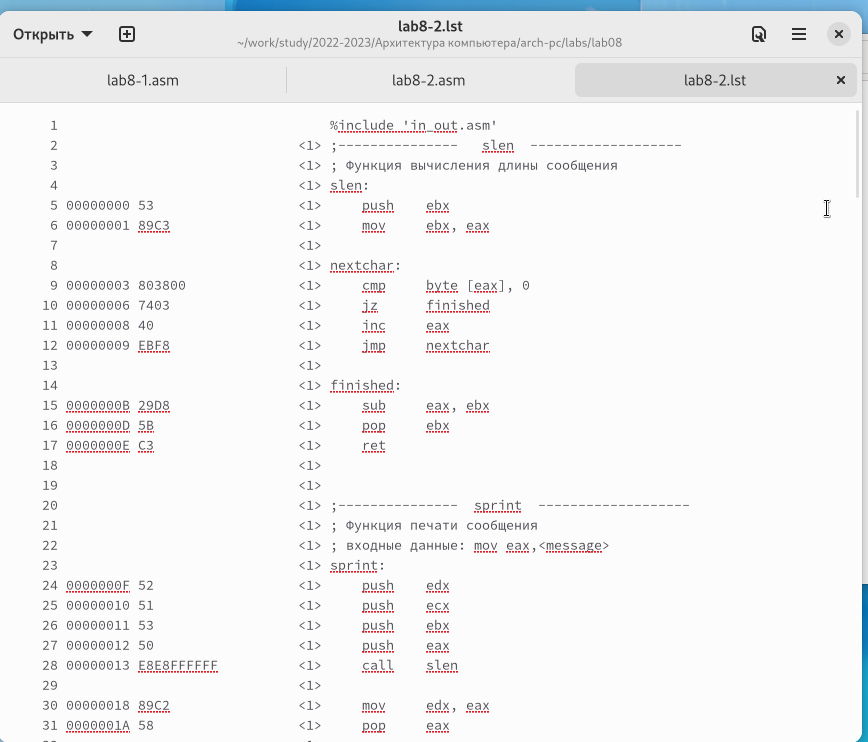 Открыть
lab8-2.lst
~/work/study/2022-2023/Архитектура компьютера/arch-pc/labs/lab08
lab8-1.asm lab8-2.asm lab8-2.lst
1 %include 'in_out.asm'
2 <1> ;--------------- slen -------------------
3 <1> ; Функция вычисления длины сообщения
4 <1> slen:
5 00000000 53 <1> push ebx
6 00000001 89C3 <1> mov ebx, eax
7 <1>
8 <1> nextchar:
9 00000003 803800 <1> cmp byte [eax], 0
10 00000006 7403 <1> jz finished
11 00000008 40 <1> inc eax
12 00000009 EBF8 <1> jmp nextchar
13 <1>
14 <1> finished:
15 0000000B 29D8 <1> sub eax, ebx
16 0000000D 5B <1> pop ebx
17 0000000E C3 <1> ret
18 <1>
19 <1>
20 <1> ;--------------- sprint -------------------
21 <1> ; Функция печати сообщения
22 <1> ; входные данные: mov eax,<message>
23 <1> sprint:
24 0000000F 52 <1> push edx
25 00000010 51 <1> push ecx
26 00000011 53 <1> push ebx
27 00000012 50 <1> push eax
28 00000013 E8E8FFFFFF <1> call slen
29 <1>
30 00000018 89C2 <1> mov edx, eax
31 0000001A 58 <1> pop eax